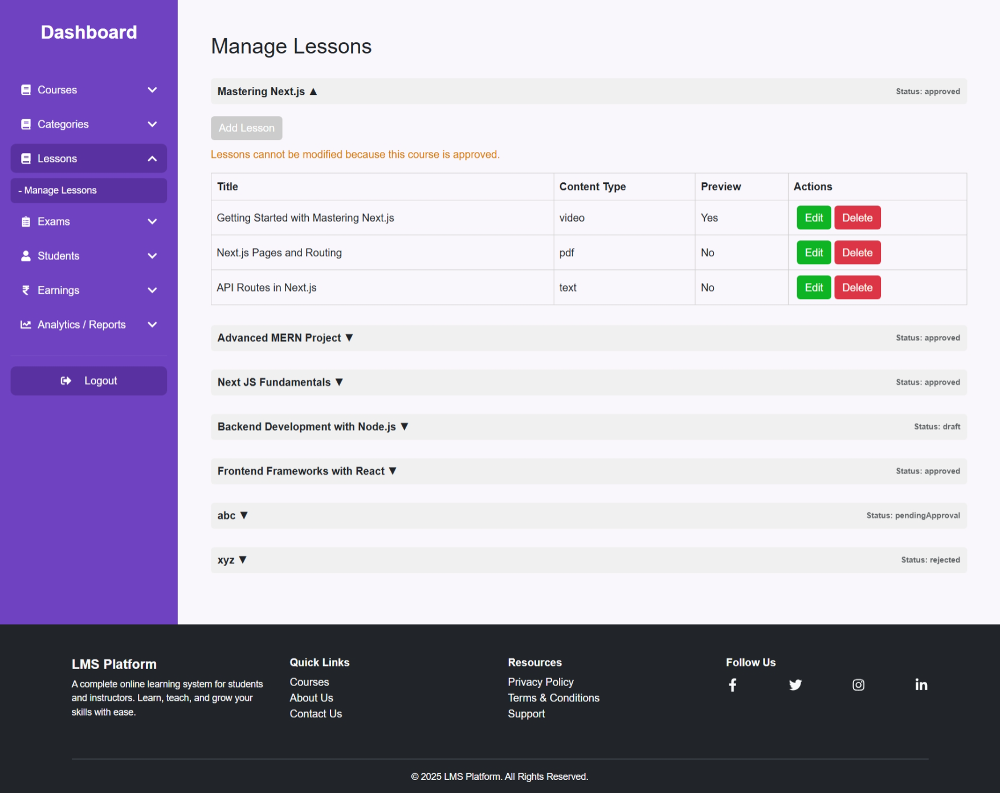 Dashboard
Courses
Categories
Lessons
- Manage Lessons
Exams
Students
Earnings
Analytics / Reports
Logout
Manage Lessons
Mastering Next.js ▲ Status: approved
Add Lesson
Lessons cannot be modified because this course is approved.
Title Content Type Preview Actions
Getting Started with Mastering Next.js video Yes Edit Delete
Next.js Pages and Routing pdf No Edit Delete
API Routes in Next.js text No Edit Delete
Advanced MERN Project ▼ Status: approved
Next JS Fundamentals ▼ Status: approved
Backend Development with Node.js ▼ Status: draft
Frontend Frameworks with React ▼ Status: approved
abc ▼ Status: pendingApproval
xyz ▼ Status: rejected
LMS Platform
A complete online learning system for students
and instructors. Learn, teach, and grow your
skills with ease.
Quick Links
Courses
About Us
Contact Us
Resources
Privacy Policy
Terms & Conditions
Support
Follow Us
© 2025 LMS Platform. All Rights Reserved.